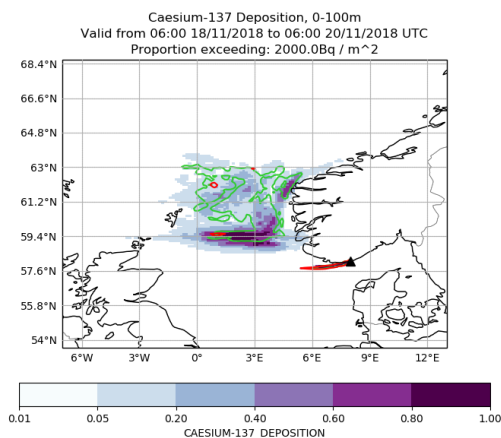 Caesium-137 Deposition, 0-100m
Valid from 06:00 18/11/2018 to 06:00 20/11/2018 UTC
Proportion exceeding: 2000.0Bq / m^2
68.4°N
66.6°N
64.8°N
63°N
61.2°N
59.4°N
57.6°N
55.8°N
54°N
6°W 3°W 0° 3°E 6°E 9°E 12°E
0.01 0.05 0.20 0.40 0.60 0.80 1.00
CAESIUM-137_DEPOSITION